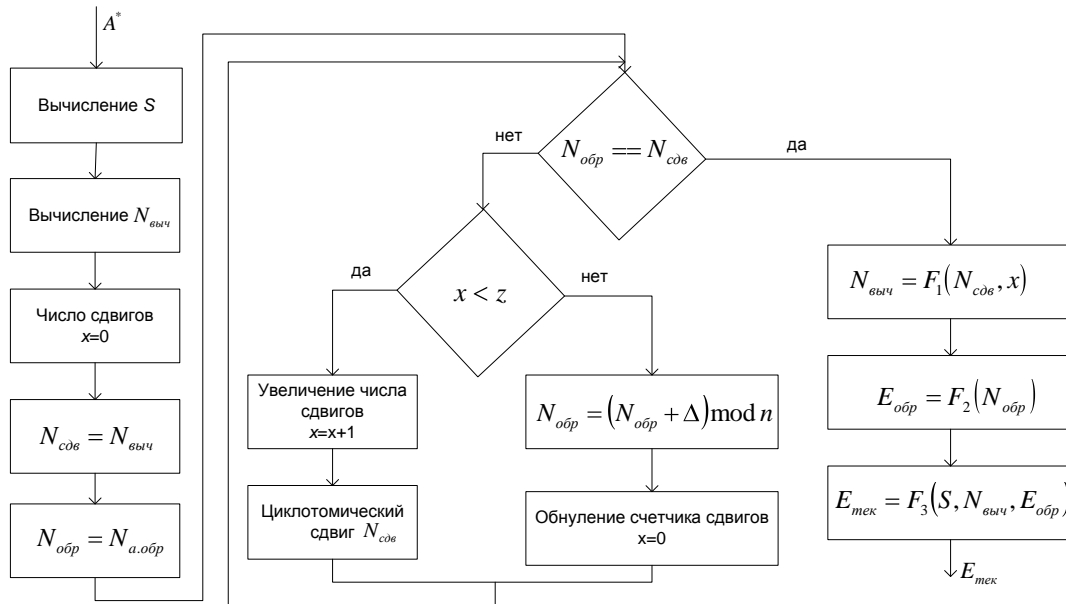 A*
Вычисление S
Вычисление N_выч
Число сдвигов
x=0
N_сдв = N_выч
N_обр = N_а.обр
N_обр == N_сдв
нет
да
x < z
да
нет
Увеличение числа
сдвигов
x=x+1
Циклотомический
сдвиг N_сдв
N_обр = (N_обр + Δ) mod n
Обнуление счетчика сдвигов
x=0
N_выч = F_1(N_сдв, x)
E_обр = F_2(N_обр)
E_тек = F_3(S, N_выч, E_обр)
E_тек